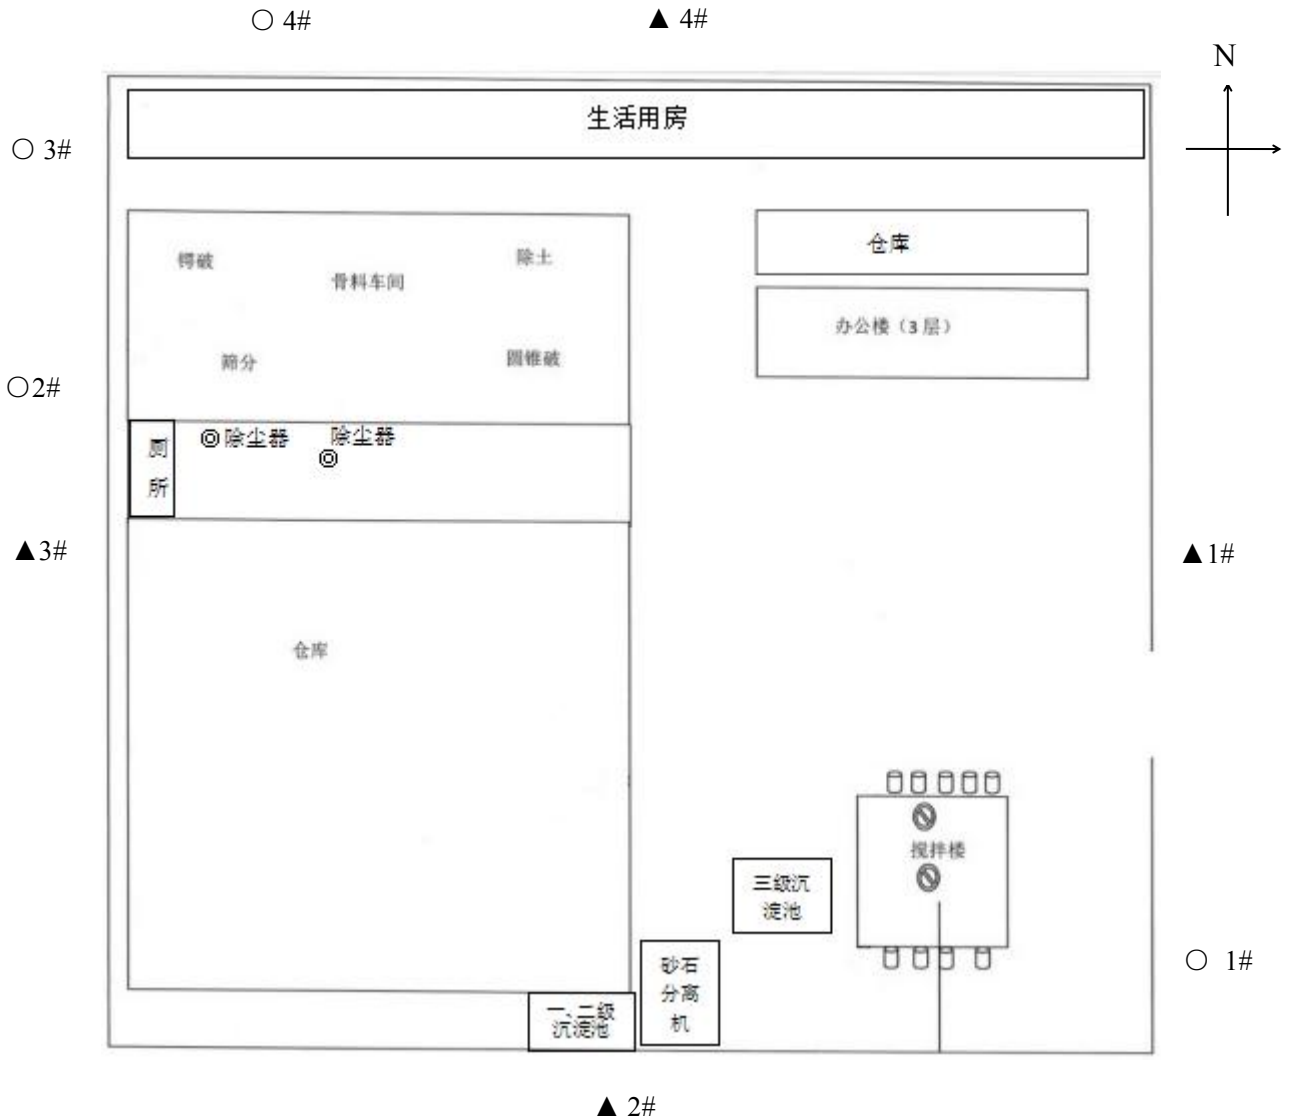 ○ 4#
▲ 4#
N
生活用房
○ 3#
仓库
锷破
除土
骨料车间
办公楼（3 层）
筛分
圆锥破
○2#
厕
所
除尘器
除尘器
▲3#
▲1#
仓库
搅拌楼
三级沉
淀池
砂石
分离
机
○ 1#
一、二级
沉淀池
▲ 2#